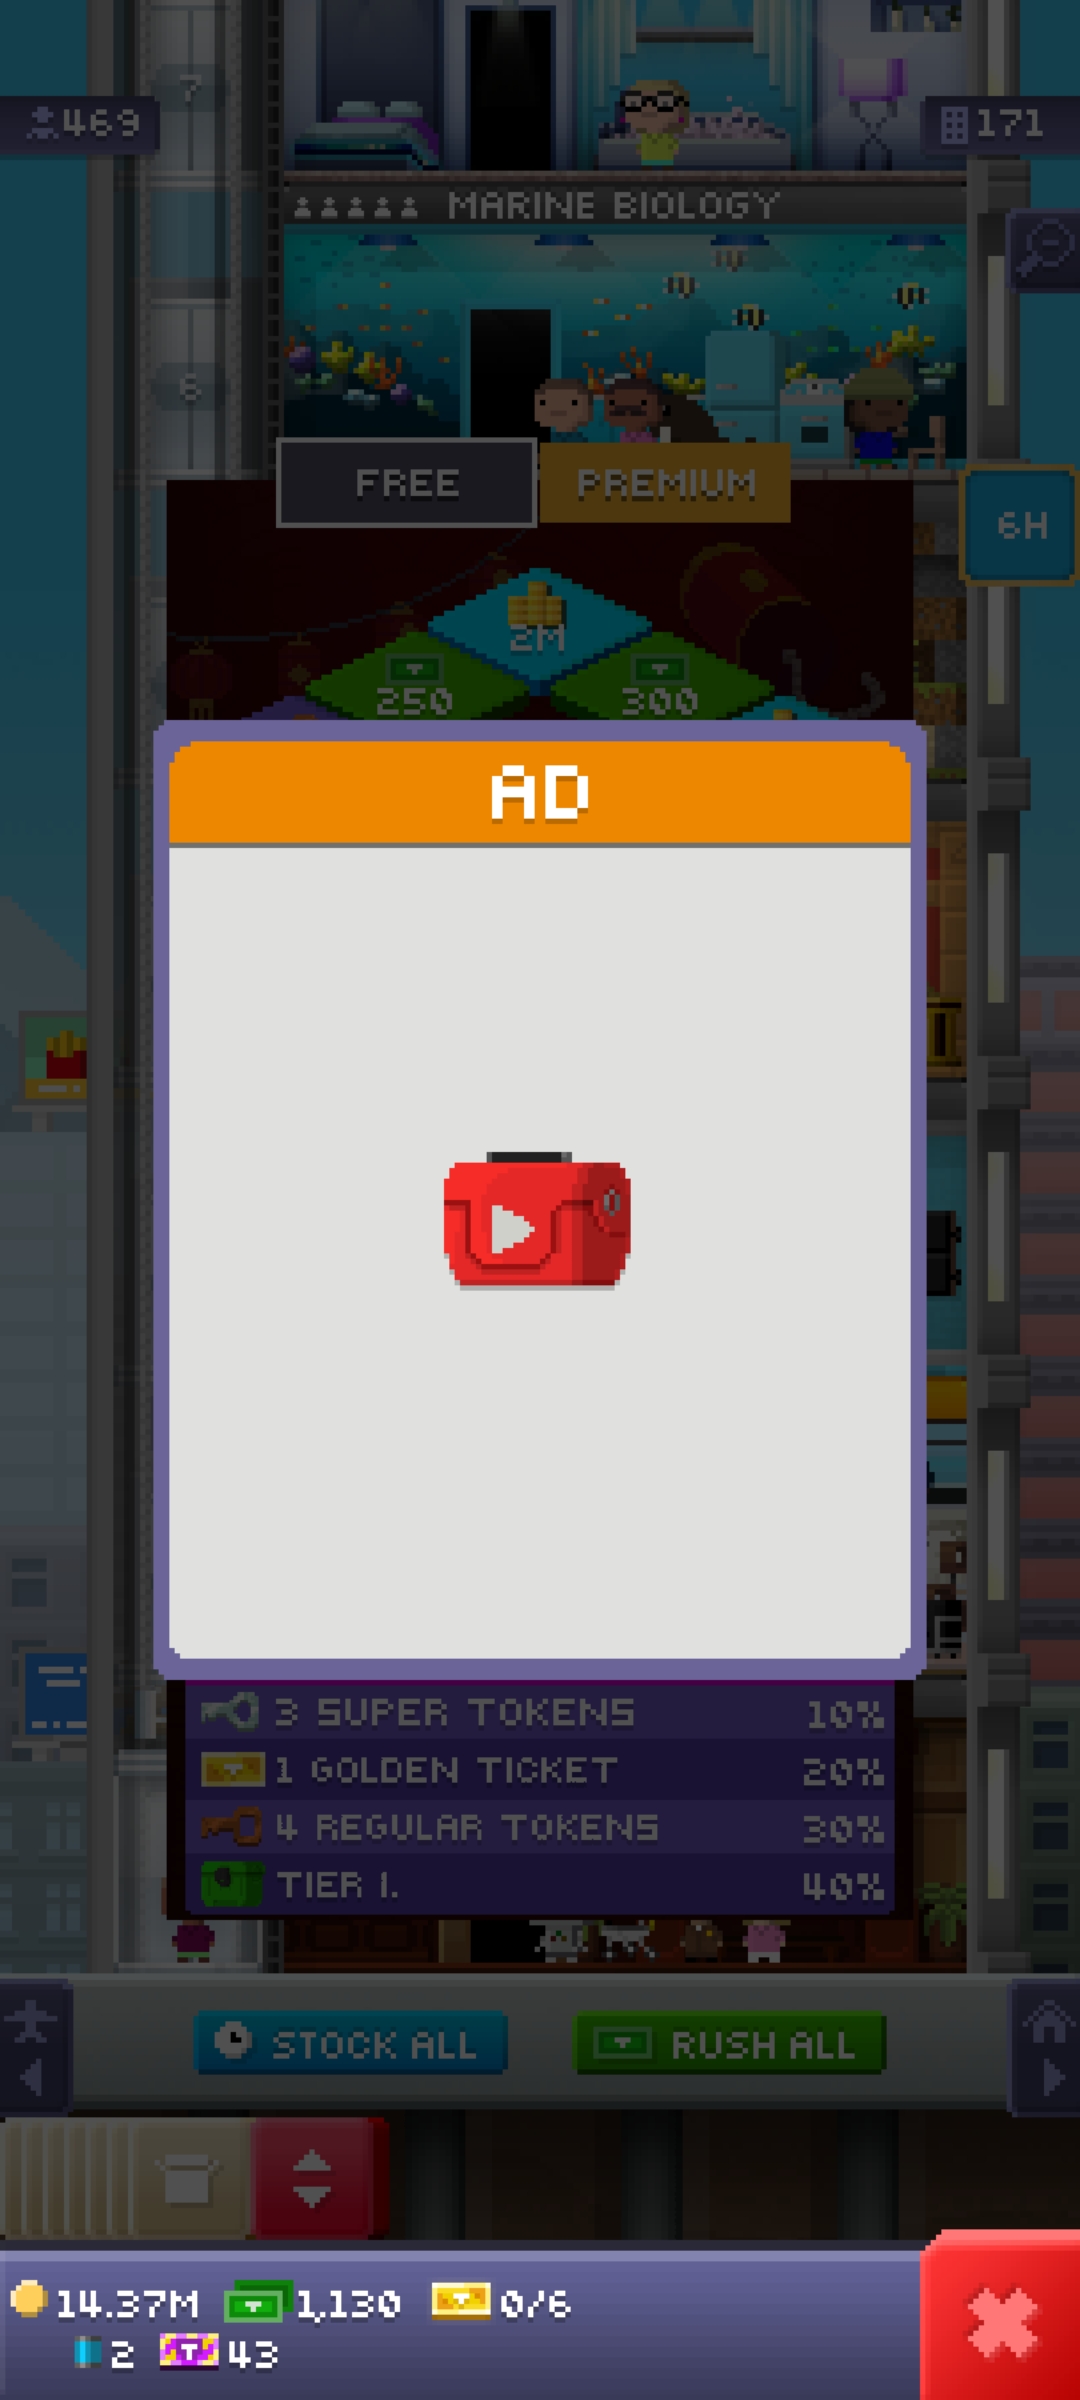 7
469
171
MARINE BIOLOGY
6
FREE
PREMIUM
6H
2M
250
300
AD
3 SUPER TOKENS 10%
1 GOLDEN TICKET 20%
4 REGULAR TOKENS 30%
TIER 1. 40%
STOCK ALL
RUSH ALL
14.37M 1,130 0/6
2 43